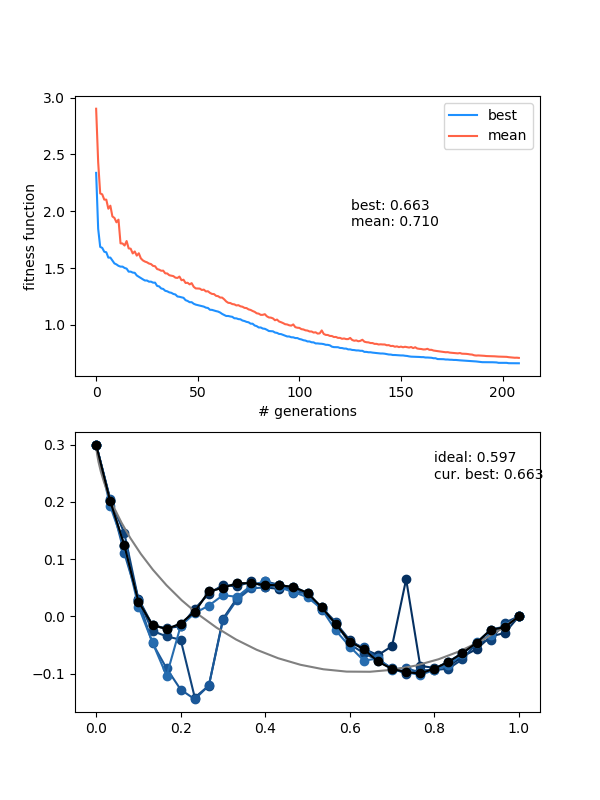 3.0
2.5
2.0
1.5
1.0
fitness function
best
mean
best: 0.663
mean: 0.710
0
50
100
150
200
# generations
0.3
0.2
0.1
0.0
−0.1
ideal: 0.597
cur. best: 0.663
0.0
0.2
0.4
0.6
0.8
1.0